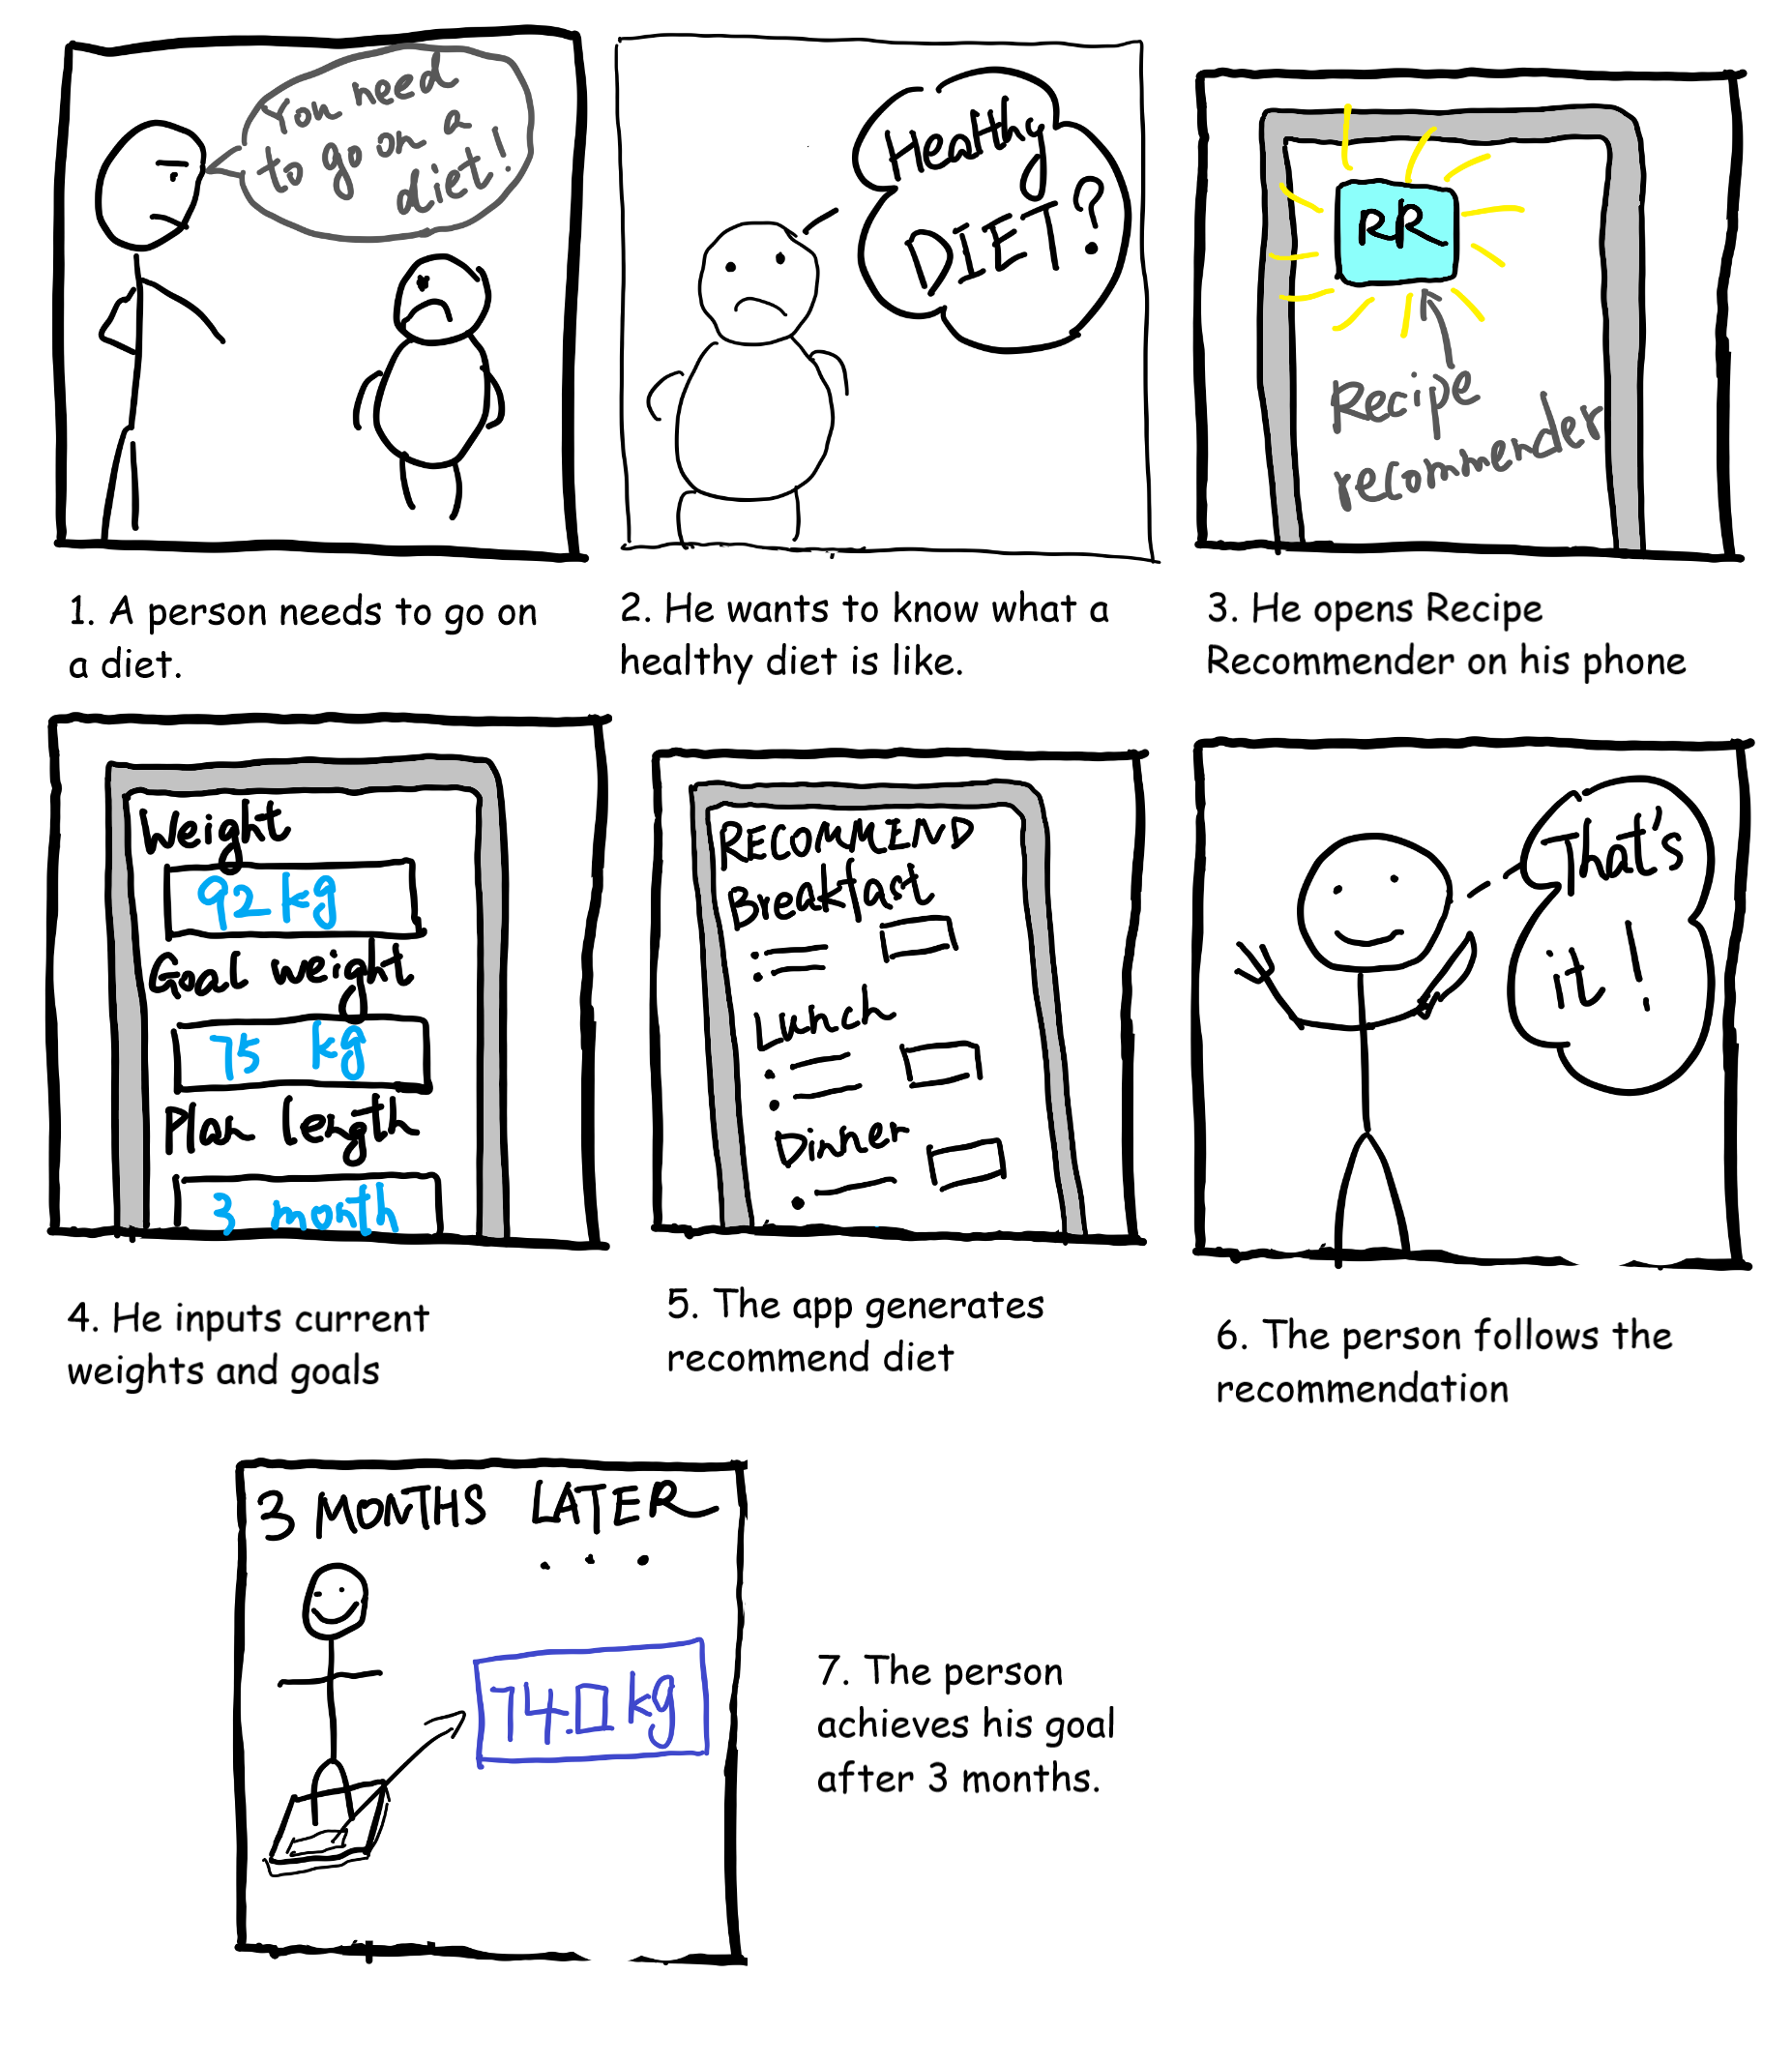 You need
to go on a
diet!
1. A person needs to go on
a diet.
Healthy
DIET?
2. He wants to know what a
healthy diet is like.
RR
Recipe
recommender
3. He opens Recipe
Recommender on his phone
Weight
92 kg
Goal weight
75 kg
Plan length
3 month
4. He inputs current
weights and goals
RECOMMEND
Breakfast
Lunch
Dinner
5. The app generates
recommend diet
That's
it!
6. The person follows the
recommendation
3 MONTHS LATER
...
74.0 kg
7. The person
achieves his goal
after 3 months.